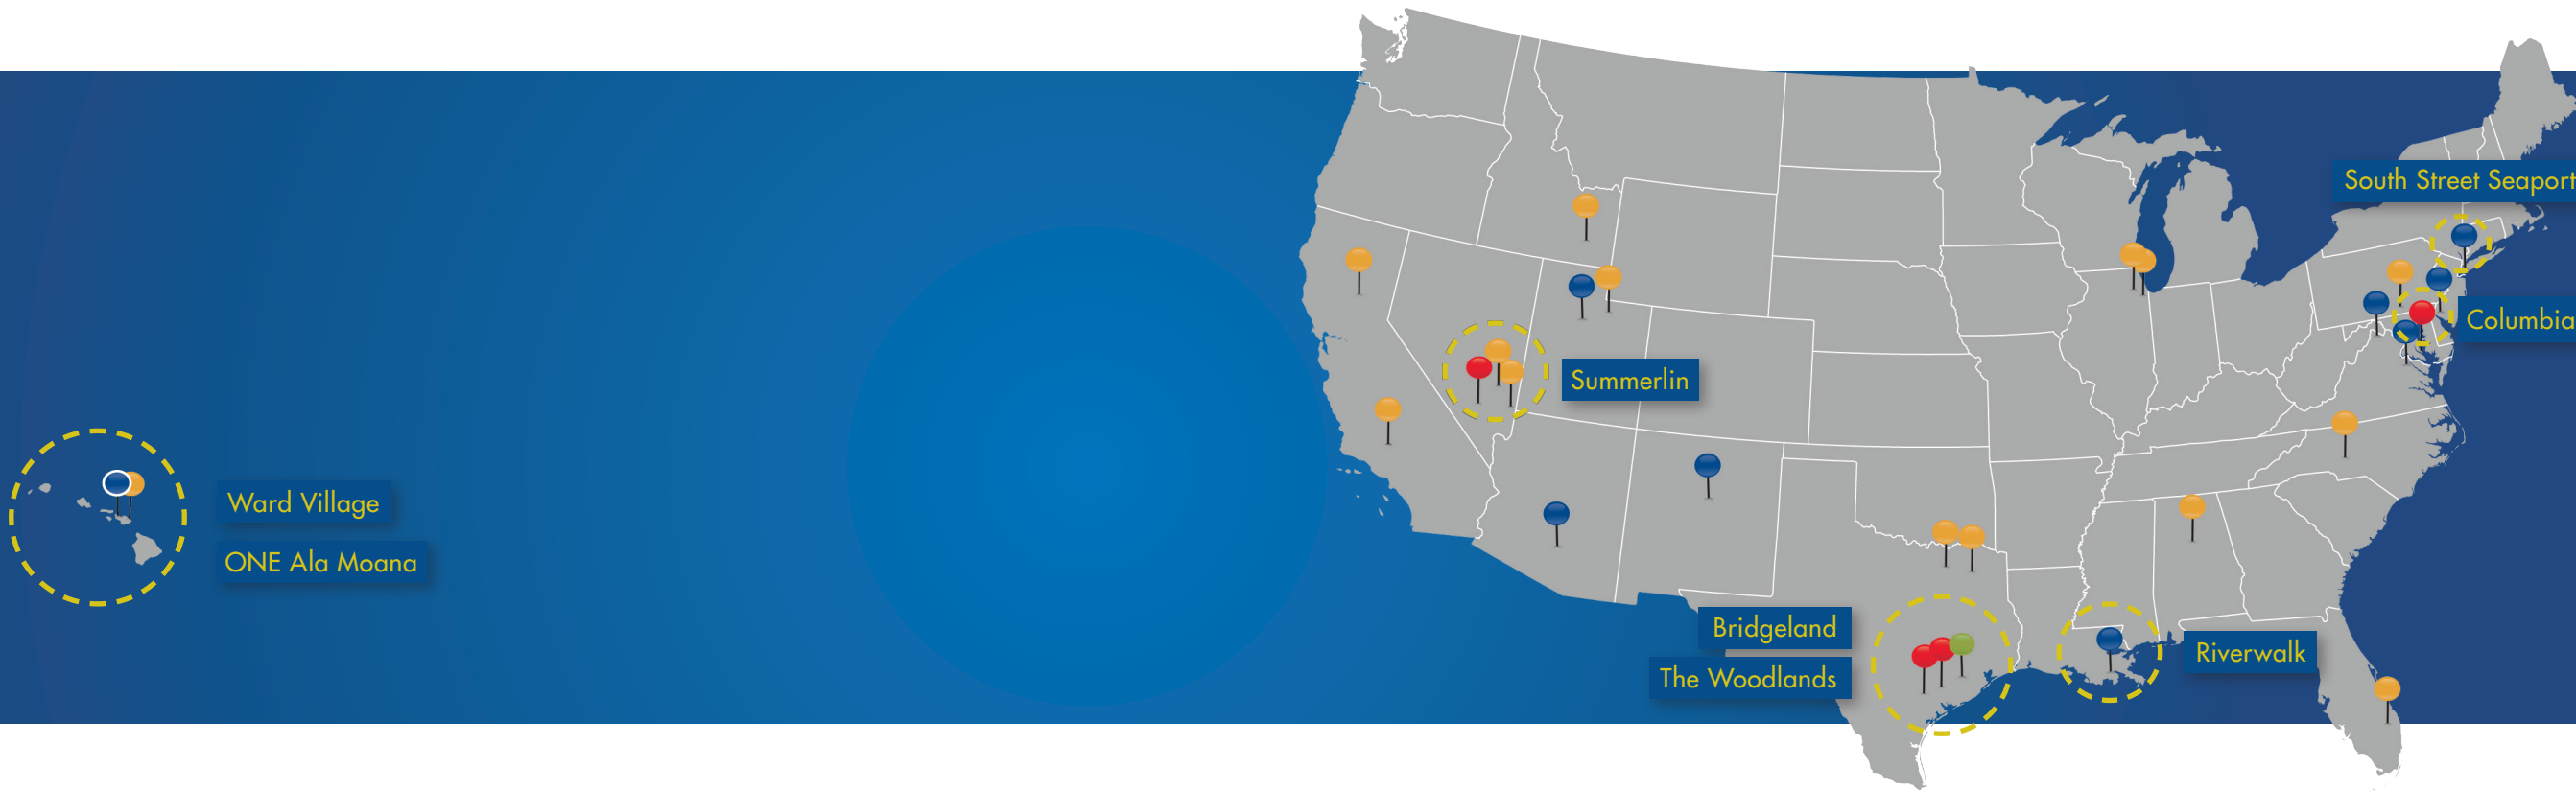 South Street Seaport
Columbia
Summerlin
Ward Village
ONE Ala Moana
Bridgeland
The Woodlands
Riverwalk